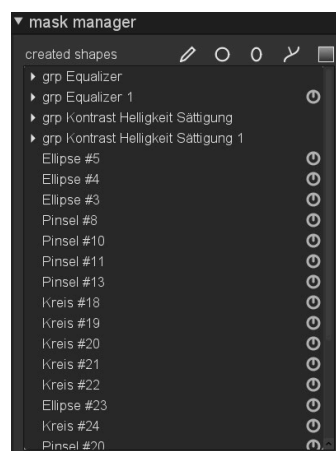 mask manager
created shapes
grp Equalizer
grp Equalizer 1
grp Kontrast Helligkeit Sättigung
grp Kontrast Helligkeit Sättigung 1
Ellipse #5
Ellipse #4
Ellipse #3
Pinsel #8
Pinsel #10
Pinsel #11
Pinsel #13
Kreis #18
Kreis #19
Kreis #20
Kreis #21
Kreis #22
Ellipse #23
Kreis #24
Pinsel #20